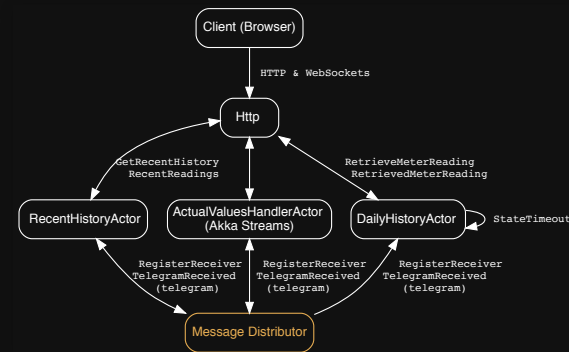 Client (Browser)
HTTP & WebSockets
Http
GetRecentHistory
RecentReadings
RetrieveMeterReading
RetrievedMeterReading
RecentHistoryActor
ActualValuesHandlerActor
(Akka Streams)
DailyHistoryActor
StateTimeout
RegisterReceiver
TelegramReceived
(telegram)
RegisterReceiver
TelegramReceived
(telegram)
RegisterReceiver
TelegramReceived
(telegram)
Message Distributor